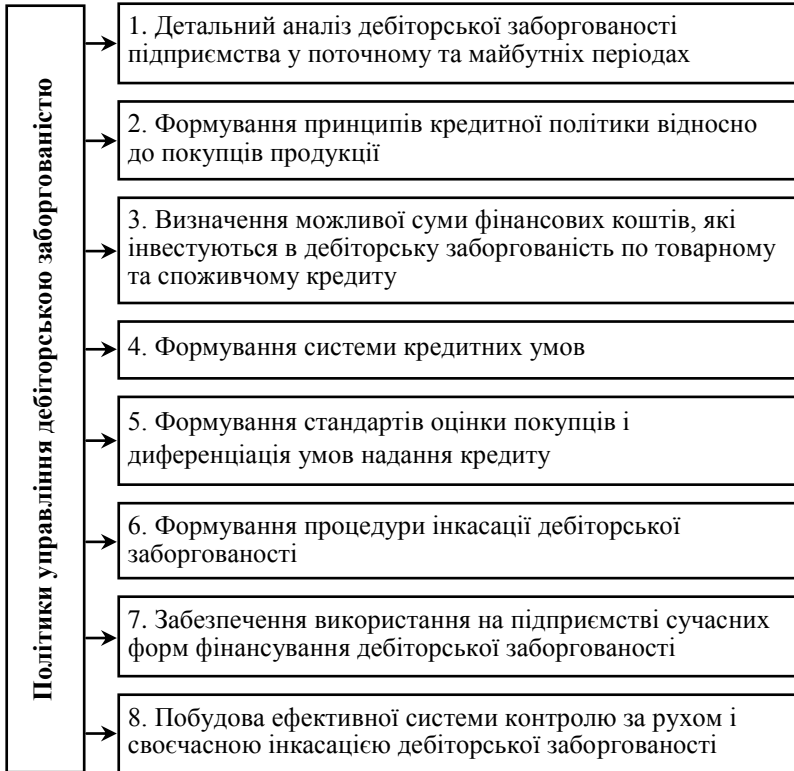 Політики управління дебіторською заборгованістю
1. Детальний аналіз дебіторської заборгованості
підприємства у поточному та майбутніх періодах
2. Формування принципів кредитної політики відносно
до покупців продукції
3. Визначення можливої суми фінансових коштів, які
інвестуються в дебіторську заборгованість по товарному
та споживчому кредиту
4. Формування системи кредитних умов
5. Формування стандартів оцінки покупців і
диференціація умов надання кредиту
6. Формування процедури інкасації дебіторської
заборгованості
7. Забезпечення використання на підприємстві сучасних
форм фінансування дебіторської заборгованості
8. Побудова ефективної системи контролю за рухом і
своєчасною інкасацією дебіторської заборгованості